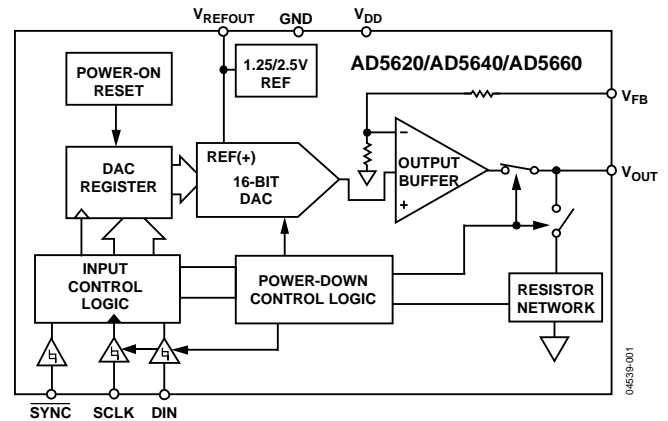 VREFOUT GND VDD
POWER-ON
RESET
1.25/2.5V
REF
AD5620/AD5640/AD5660
VFB
DAC
REGISTER
REF(+)
16-BIT
DAC
–
OUTPUT
BUFFER
+
VOUT
INPUT
CONTROL
LOGIC
POWER-DOWN
CONTROL LOGIC
RESISTOR
NETWORK
SYNC SCLK DIN
04539-001